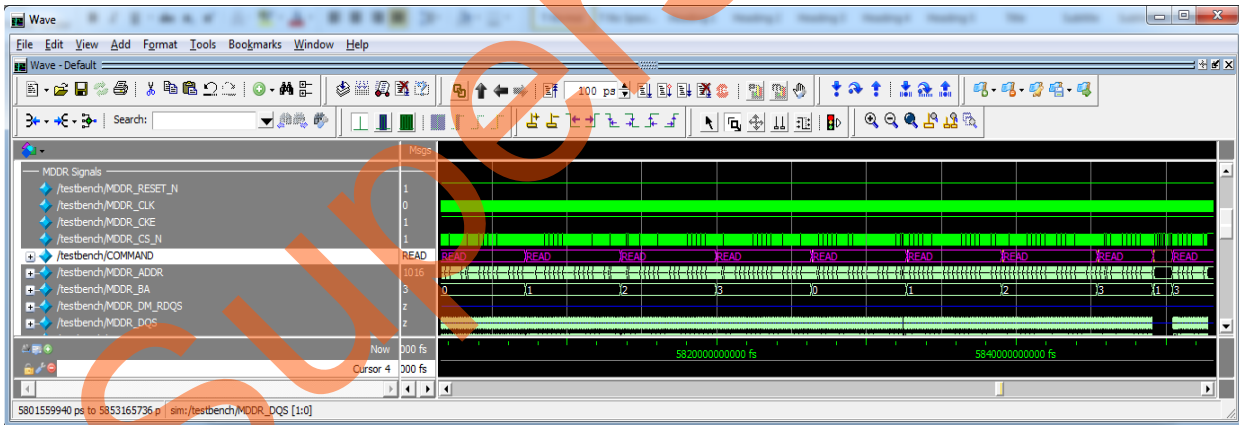 Wave
File Edit View Add Format Tools Bookmarks Window Help
Wave - Default
100 ps
Search:
Msgs
MDDR Signals
/testbench/MDDR_RESET_N 1
/testbench/MDDR_CLK 0
/testbench/MDDR_CKE 1
/testbench/MDDR_CS_N 1
/testbench/COMMAND READ READ READ READ READ READ READ READ READ READ
/testbench/MDDR_ADDR 1016
/testbench/MDDR_BA 3 0 1 2 3 0 1 2 3 1 3
/testbench/MDDR_DM_RDQS z
/testbench/MDDR_DQS z
Now 000 fs 5820000000000 fs 5840000000000 fs
Cursor 4 000 fs
5801559940 ps to 5853165736 p sim:/testbench/MDDR_DQS [1:0]
Super